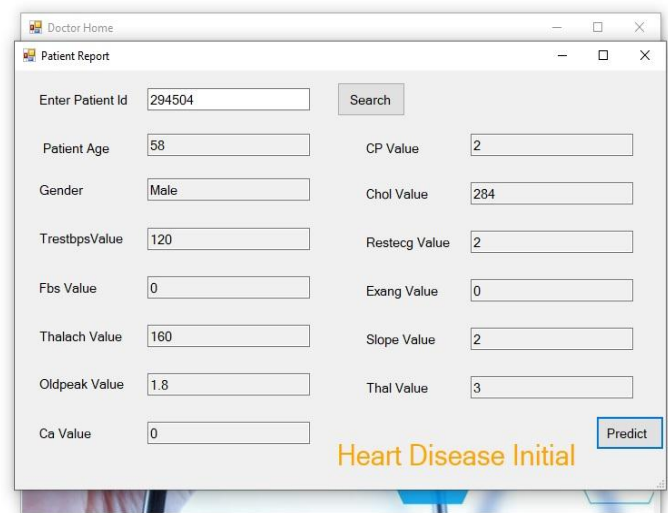 Doctor Home
Patient Report
Enter Patient Id 294504 Search
Patient Age 58 CP Value 2
Gender Male Chol Value 284
TrestbpsValue 120 Restecg Value 2
Fbs Value 0 Exang Value 0
Thalach Value 160 Slope Value 2
Oldpeak Value 1.8 Thal Value 3
Ca Value 0 Predict
Heart Disease Initial